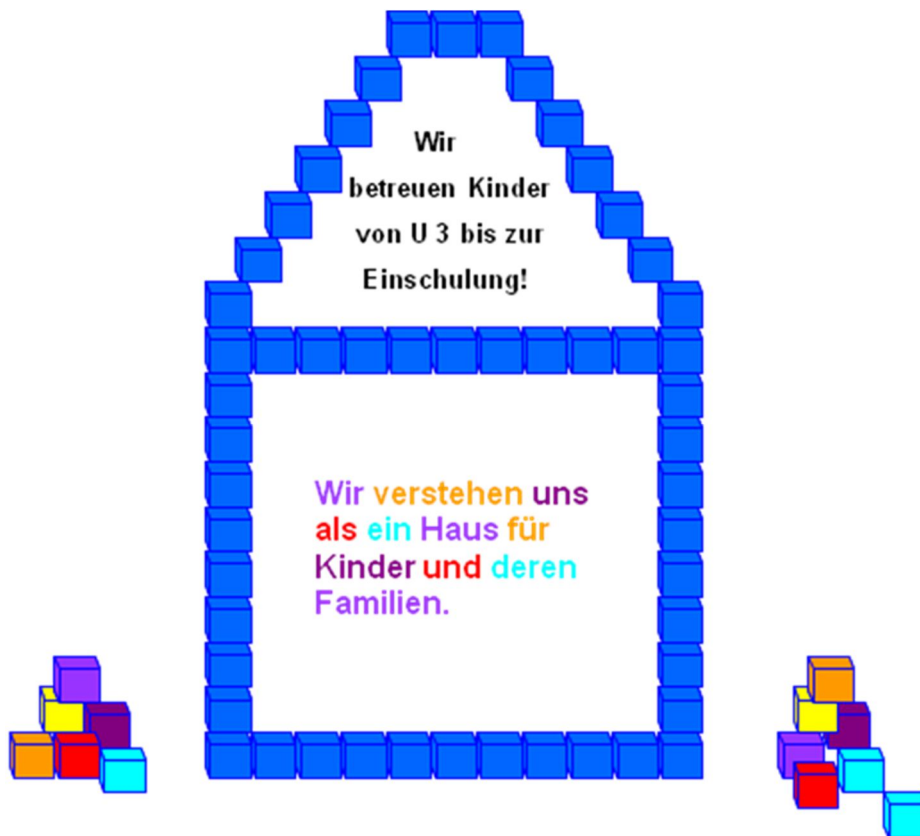 Wir
betreuen Kinder
von U 3 bis zur
Einschulung!
Wir verstehen uns
als ein Haus für
Kinder und deren
Familien.